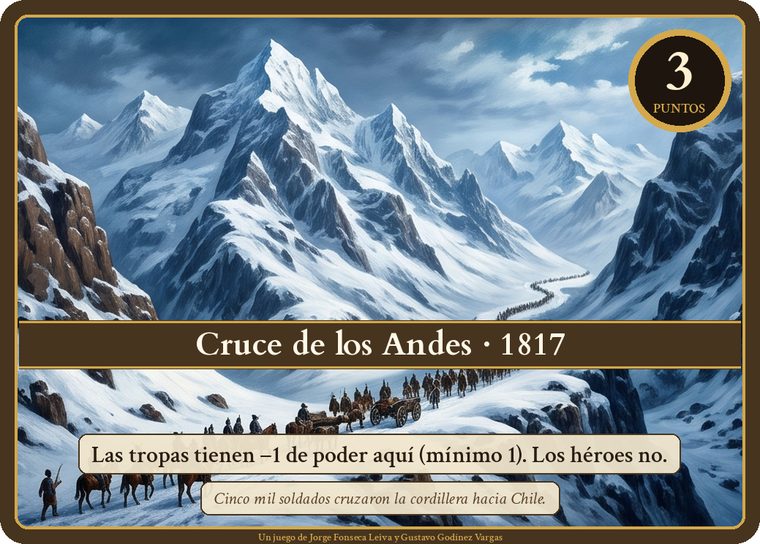 3
PUNTOS
Cruce de los Andes · 1817
Las tropas tienen –1 de poder aquí (mínimo 1). Los héroes no.
Cinco mil soldados cruzaron la cordillera hacia Chile.
Un juego de Jorge Fonseca Leiva y Gustavo Godínez Vargas